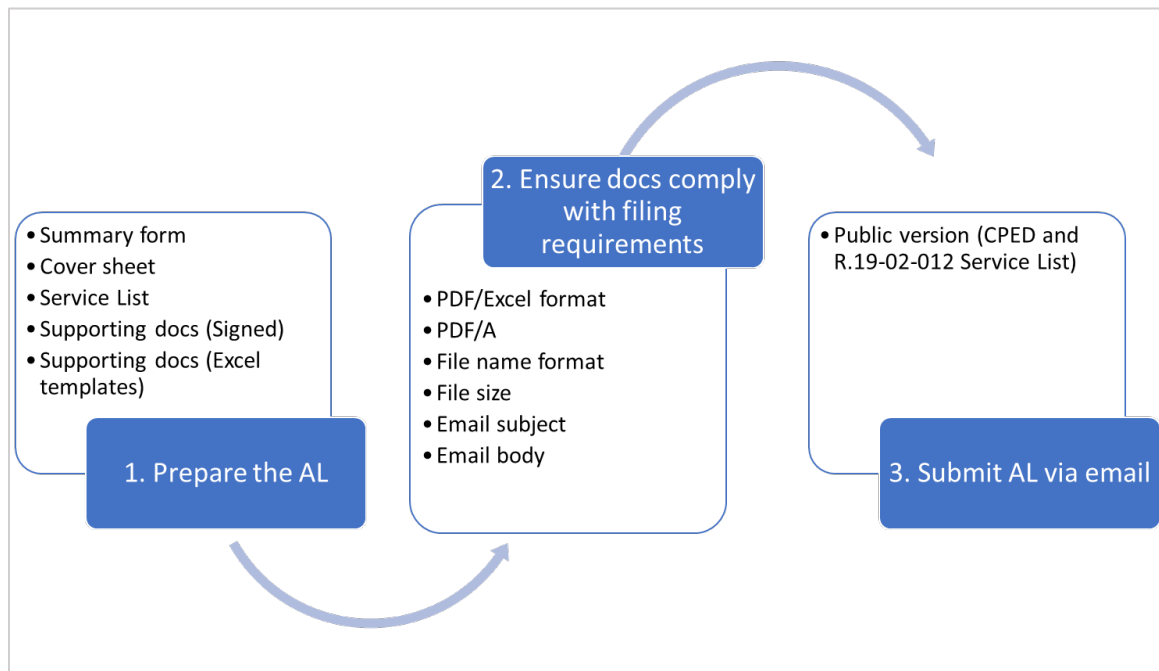 • Summary form
• Cover sheet
• Service List
• Supporting docs (Signed)
• Supporting docs (Excel
templates)
1. Prepare the AL
2. Ensure docs comply
with filing
requirements
• PDF/Excel format
• PDF/A
• File name format
• File size
• Email subject
• Email body
• Public version (CPED and
R.19-02-012 Service List)
3. Submit AL via email